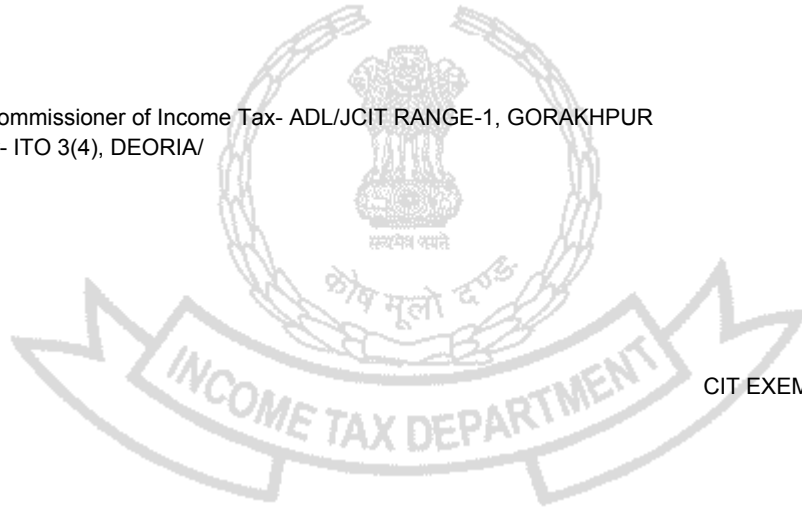 ommissioner of Income Tax- ADL/JCIT RANGE-1, GORAKHPUR
- ITO 3(4), DEORIA/
सत्यमेव जयते
कोष मूलो दण्ड:
INCOME TAX DEPARTMENT
CIT EXEM